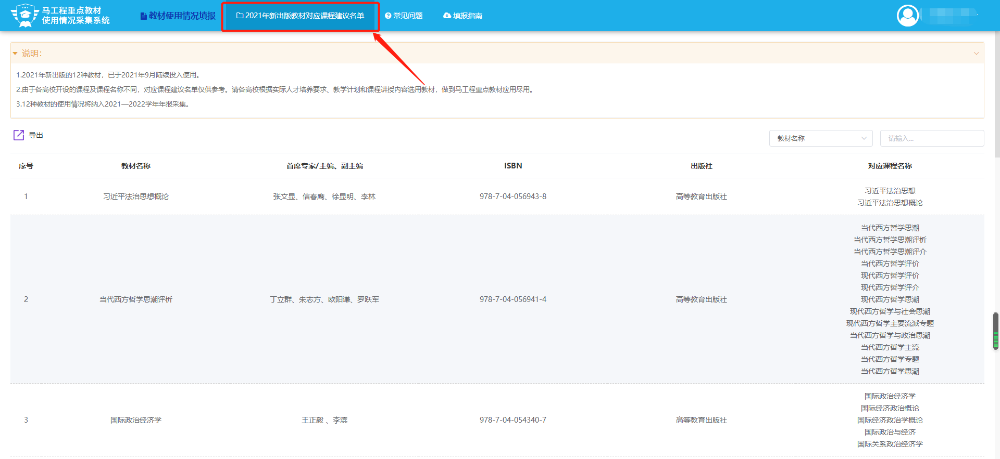 马工程重点教材
使用情况采集系统
教材使用情况填报
2021年新出版教材对应课程建议名单
常见问题
填报指南
说明：
1.2021年新出版的12种教材，已于2021年9月陆续投入使用。
2.由于各高校开设的课程及课程名称不同，对应课程建议名单仅供参考。请各高校根据实际人才培养要求、教学计划和课程讲授内容选用教材，做到马工程重点教材应用尽用。
3.12种教材的使用情况将纳入2021—2022学年年报采集。
导出
教材名称
请输入...
序号 教材名称 首席专家/主编、副主编 ISBN 出版社 对应课程名称
1 习近平法治思想概论 张文显、信春鹰、徐显明、李林 978-7-04-056943-8 高等教育出版社
习近平法治思想
习近平法治思想概论
2 当代西方哲学思潮评析 丁立群、朱志方、欧阳谦、罗跃军 978-7-04-056941-4 高等教育出版社
当代西方哲学思潮
当代西方哲学思潮评析
当代西方哲学思潮评介
当代西方哲学评价
现代西方哲学评价
现代西方哲学评介
现代西方哲学思潮
现代西方哲学与社会思潮
现代西方哲学主要流派专题
当代西方哲学与政治思潮
当代西方哲学主流
当代西方哲学专题
当代西方哲学思潮
3 国际政治经济学 王正毅 、李滨 978-7-04-054340-7 高等教育出版社
国际政治经济学
国际经济政治概论
国际经济政治学概论
国际政治与经济
国际关系政治经济学